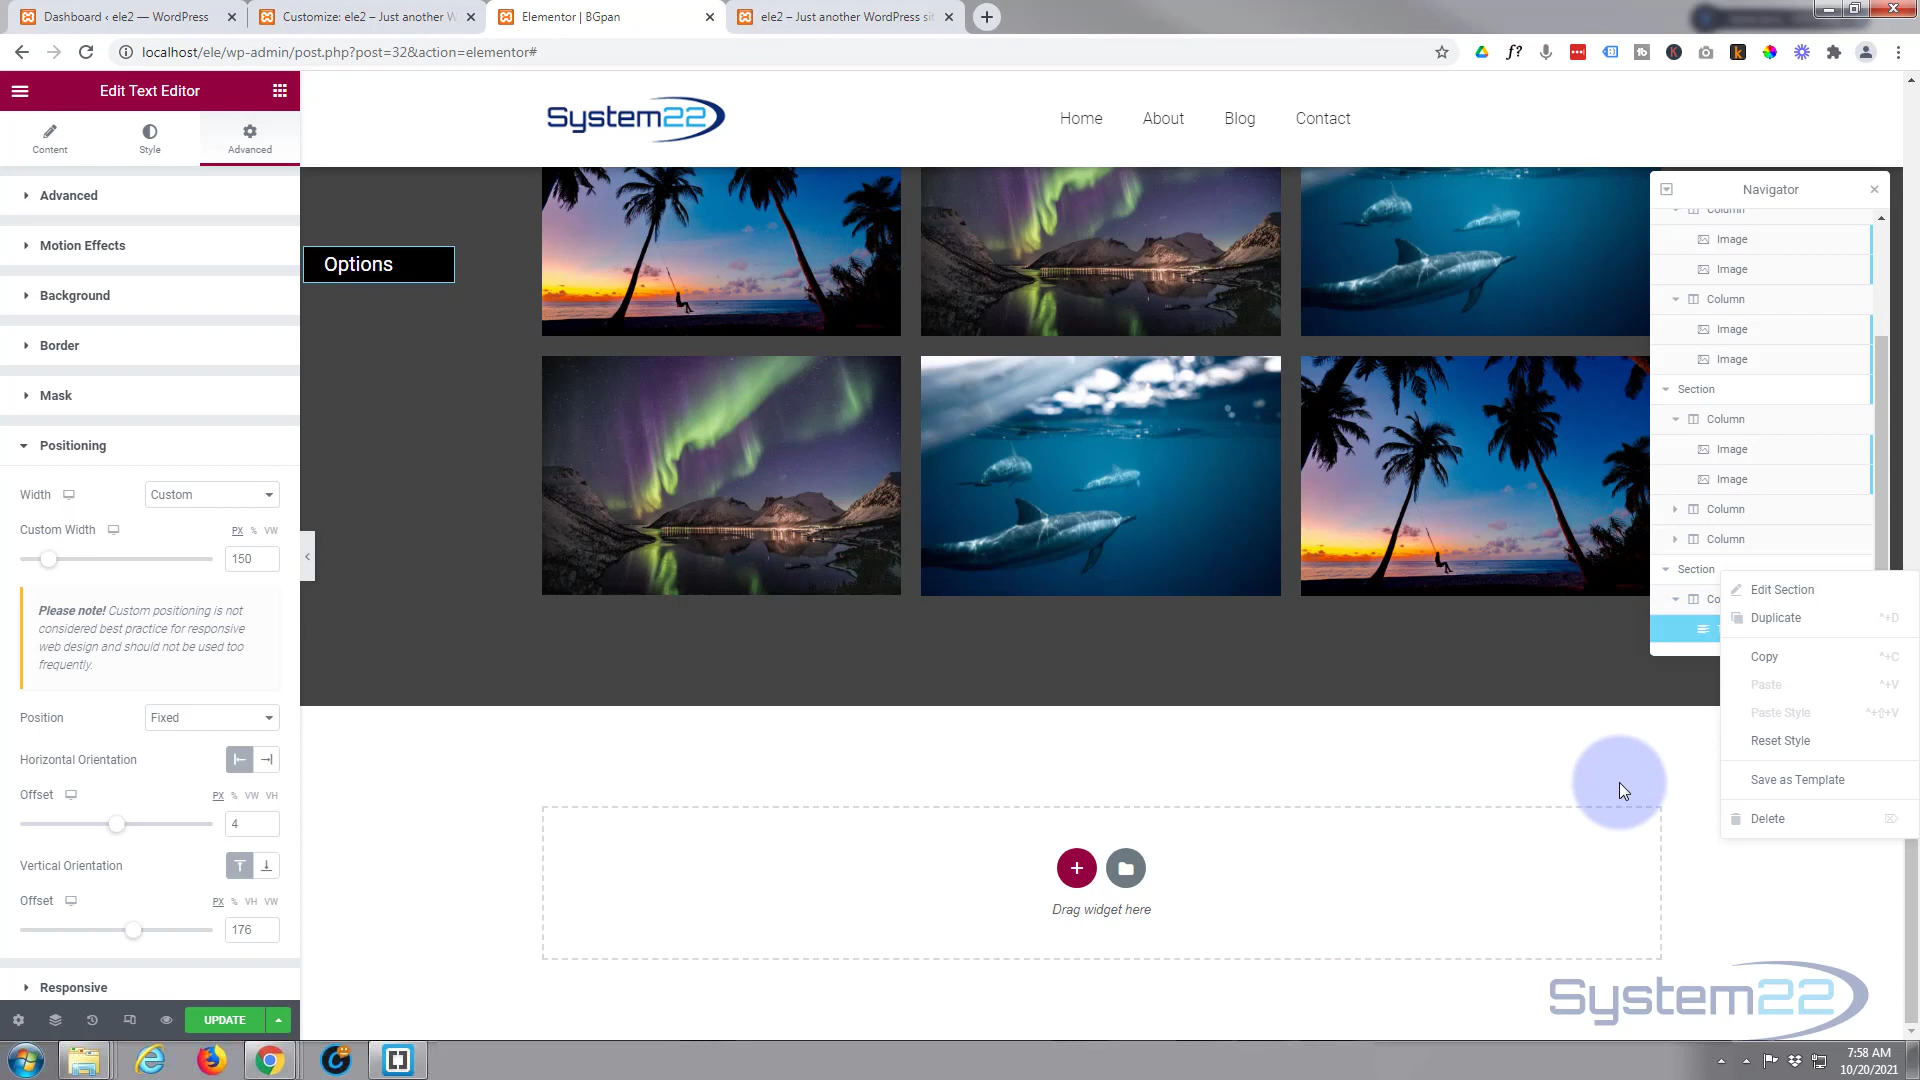 Dashboard ‹ ele2 — WordPress
Customize: ele2 – Just another W
Elementor | BGpan
ele2 – Just another WordPress sit
localhost/ele/wp-admin/post.php?post=32&action=elementor#
Edit Text Editor
Content
Style
Advanced
Advanced
Motion Effects
Background
Border
Mask
Positioning
Width
Custom
Custom Width
PX % VW
150
Please note! Custom positioning is not
considered best practice for responsive
web design and should not be used too
frequently.
Position
Fixed
Horizontal Orientation
Offset
PX % VW VH
4
Vertical Orientation
Offset
PX % VH VW
176
Responsive
UPDATE
System22
Home
About
Blog
Contact
Options
Navigator
Column
Image
Image
Column
Image
Image
Section
Column
Image
Image
Column
Column
Section
Co
Edit Section
Duplicate ^+D
Copy ^+C
Paste ^+V
Paste Style ^+⇧+V
Reset Style
Save as Template
Delete
Drag widget here
System22
7:58 AM
10/20/2021